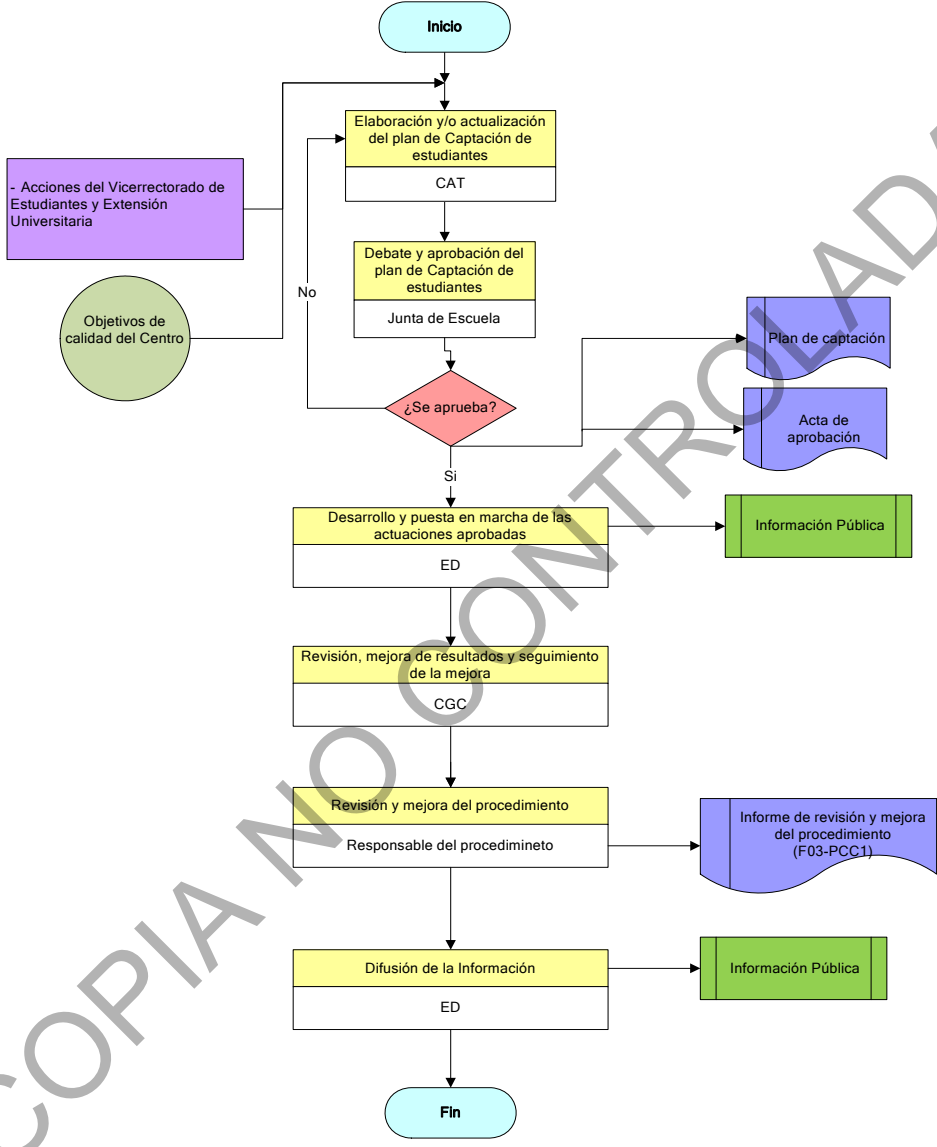 Inicio
Elaboración y/o actualización
del plan de Captación de
estudiantes
CAT
- Acciones del Vicerrectorado de
Estudiantes y Extensión
Universitaria
Debate y aprobación del
plan de Captación de
estudiantes
Junta de Escuela
No
Objetivos de
calidad del Centro
Plan de captación
¿Se aprueba?
Acta de
aprobación
Si
Desarrollo y puesta en marcha de las
actuaciones aprobadas
ED
Información Pública
Revisión, mejora de resultados y seguimiento
de la mejora
CGC
Revisión y mejora del procedimiento
Responsable del procedimineto
Informe de revisión y mejora
del procedimiento
(F03-PCC1)
Difusión de la Información
ED
Información Pública
Fin
COPIA NO CONTROLADA